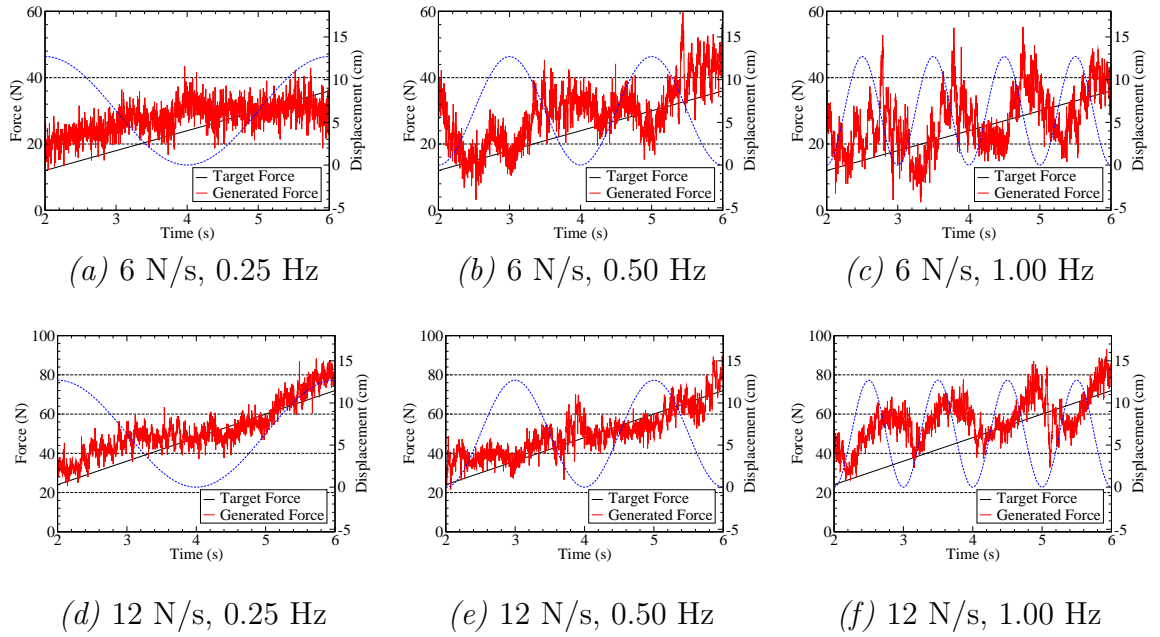 60
40
20
0
Force (N)
15
10
5
0
-5
Displacement (cm)
Target Force
Generated Force
2 3 4 5 6
Time (s)
(a) 6 N/s, 0.25 Hz
60
40
20
0
Force (N)
15
10
5
0
-5
Displacement (cm)
Target Force
Generated Force
2 3 4 5 6
Time (s)
(b) 6 N/s, 0.50 Hz
60
40
20
0
Force (N)
15
10
5
0
-5
Displacement (cm)
Target Force
Generated Force
2 3 4 5 6
Time (s)
(c) 6 N/s, 1.00 Hz
100
80
60
40
20
0
Force (N)
15
10
5
0
-5
Displacement (cm)
Target Force
Generated Force
2 3 4 5 6
Time (s)
(d) 12 N/s, 0.25 Hz
100
80
60
40
20
0
Force (N)
15
10
5
0
-5
Displacement (cm)
Target Force
Generated Force
2 3 4 5 6
Time (s)
(e) 12 N/s, 0.50 Hz
100
80
60
40
20
0
Force (N)
15
10
5
0
-5
Displacement (cm)
Target Force
Generated Force
2 3 4 5 6
Time (s)
(f) 12 N/s, 1.00 Hz